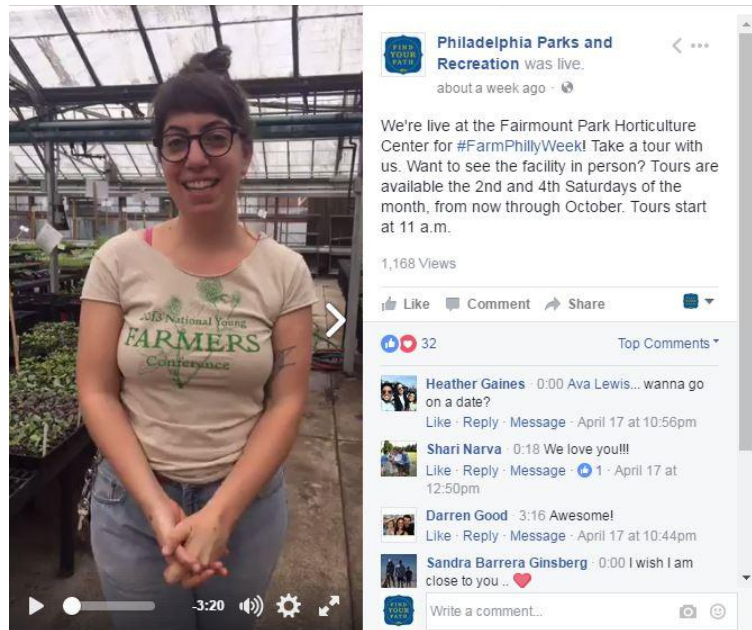 2013 National Young
FARMERS
Conference
-3:20
FIND
YOUR
PATH
Philadelphia Parks and
Recreation was live.
about a week ago ·
We're live at the Fairmount Park Horticulture
Center for #FarmPhillyWeek! Take a tour with
us. Want to see the facility in person? Tours are
available the 2nd and 4th Saturdays of the
month, from now through October. Tours start
at 11 a.m.
1,168 Views
Like Comment Share
32 Top Comments
Heather Gaines · 0:00 Ava Lewis... wanna go
on a date?
Like · Reply · Message · April 17 at 10:56pm
Shari Narva · 0:18 We love you!!!
Like · Reply · Message · 1 · April 17 at
12:50pm
Darren Good · 3:16 Awesome!
Like · Reply · Message · April 17 at 10:44pm
Sandra Barrera Ginsberg · 0:00 I wish I am
close to you ..
FIND
YOUR
PATH
Write a comment...